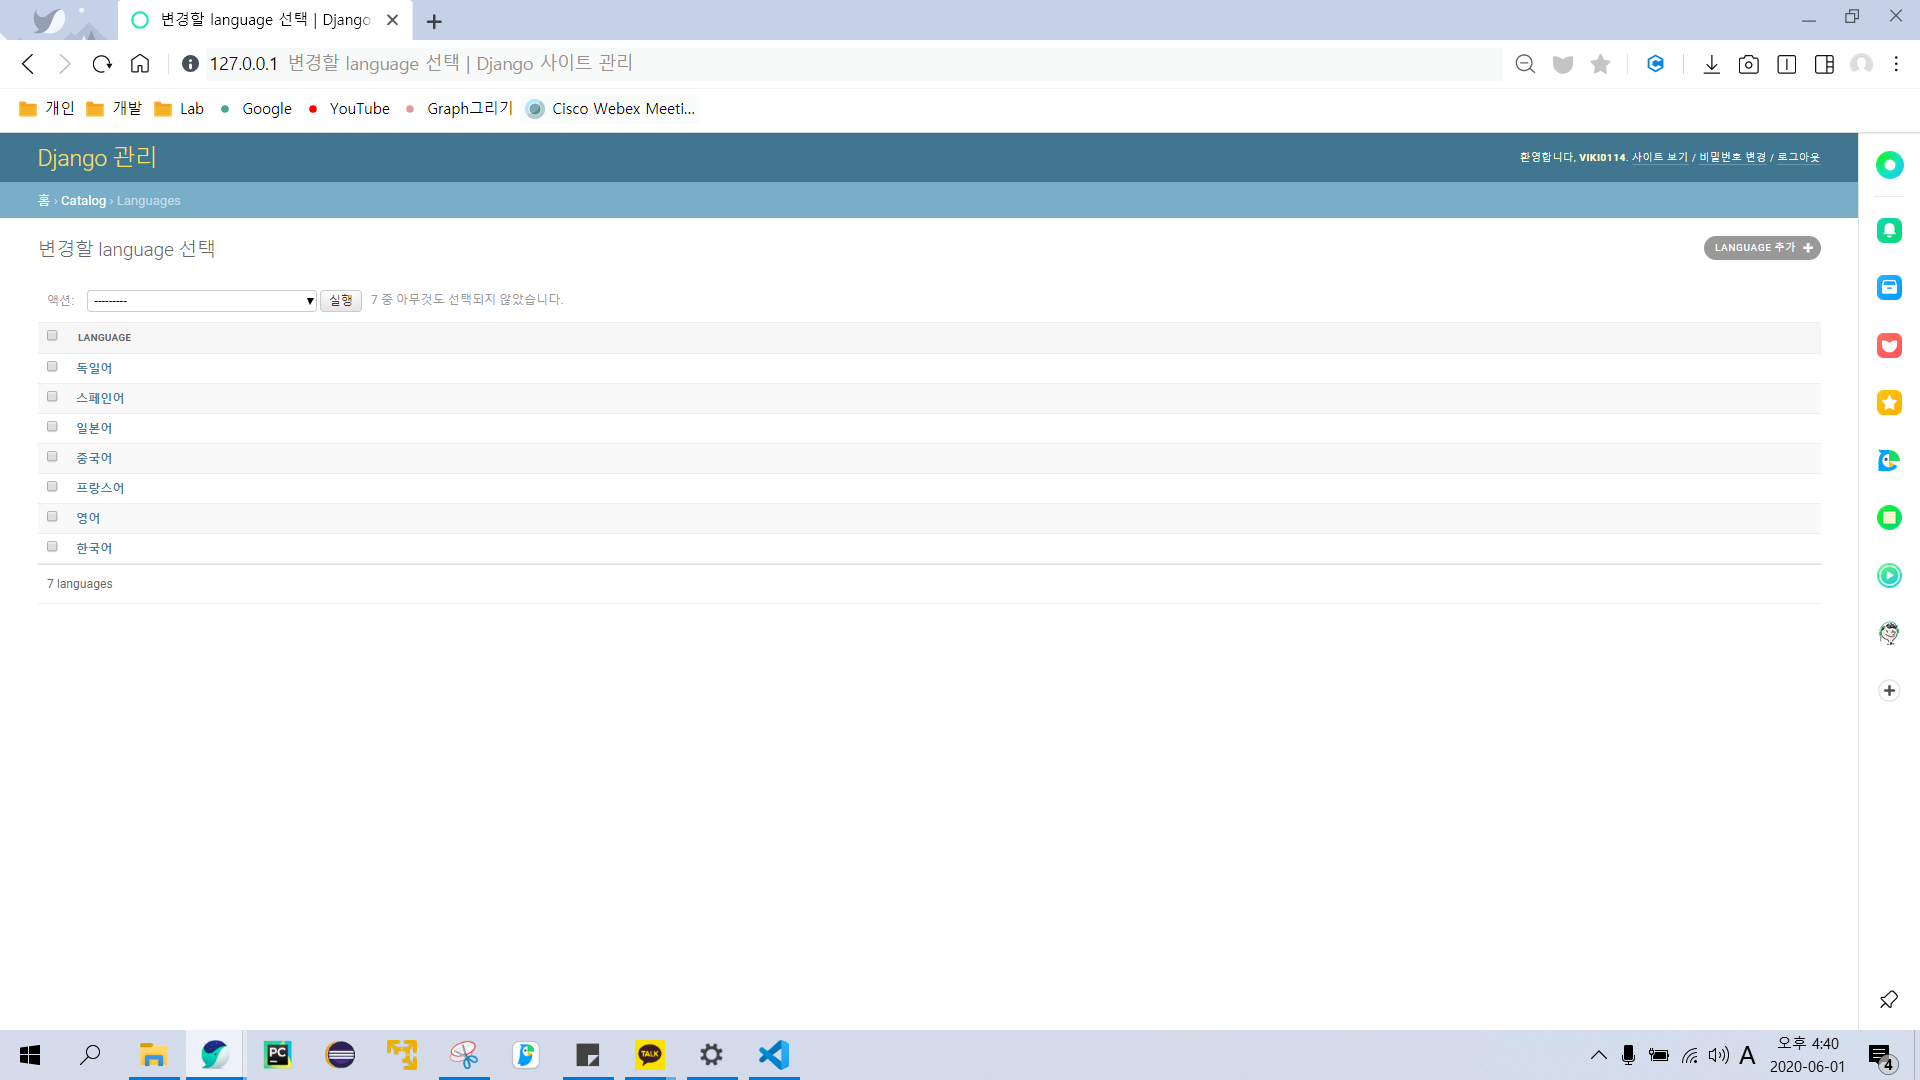 변경할 language 선택 | Django
127.0.0.1 변경할 language 선택 | Django 사이트 관리
개인 개발 Lab Google YouTube Graph그리기 Cisco Webex Meeti...
Django 관리
환영합니다, VIKI0114. 사이트 보기 / 비밀번호 변경 / 로그아웃
홈 › Catalog › Languages
변경할 language 선택
LANGUAGE 추가
액션: --------- 실행 7 중 아무것도 선택되지 않았습니다.
LANGUAGE
독일어
스페인어
일본어
중국어
프랑스어
영어
한국어
7 languages
PC
TALK
A
오후 4:40
2020-06-01
4